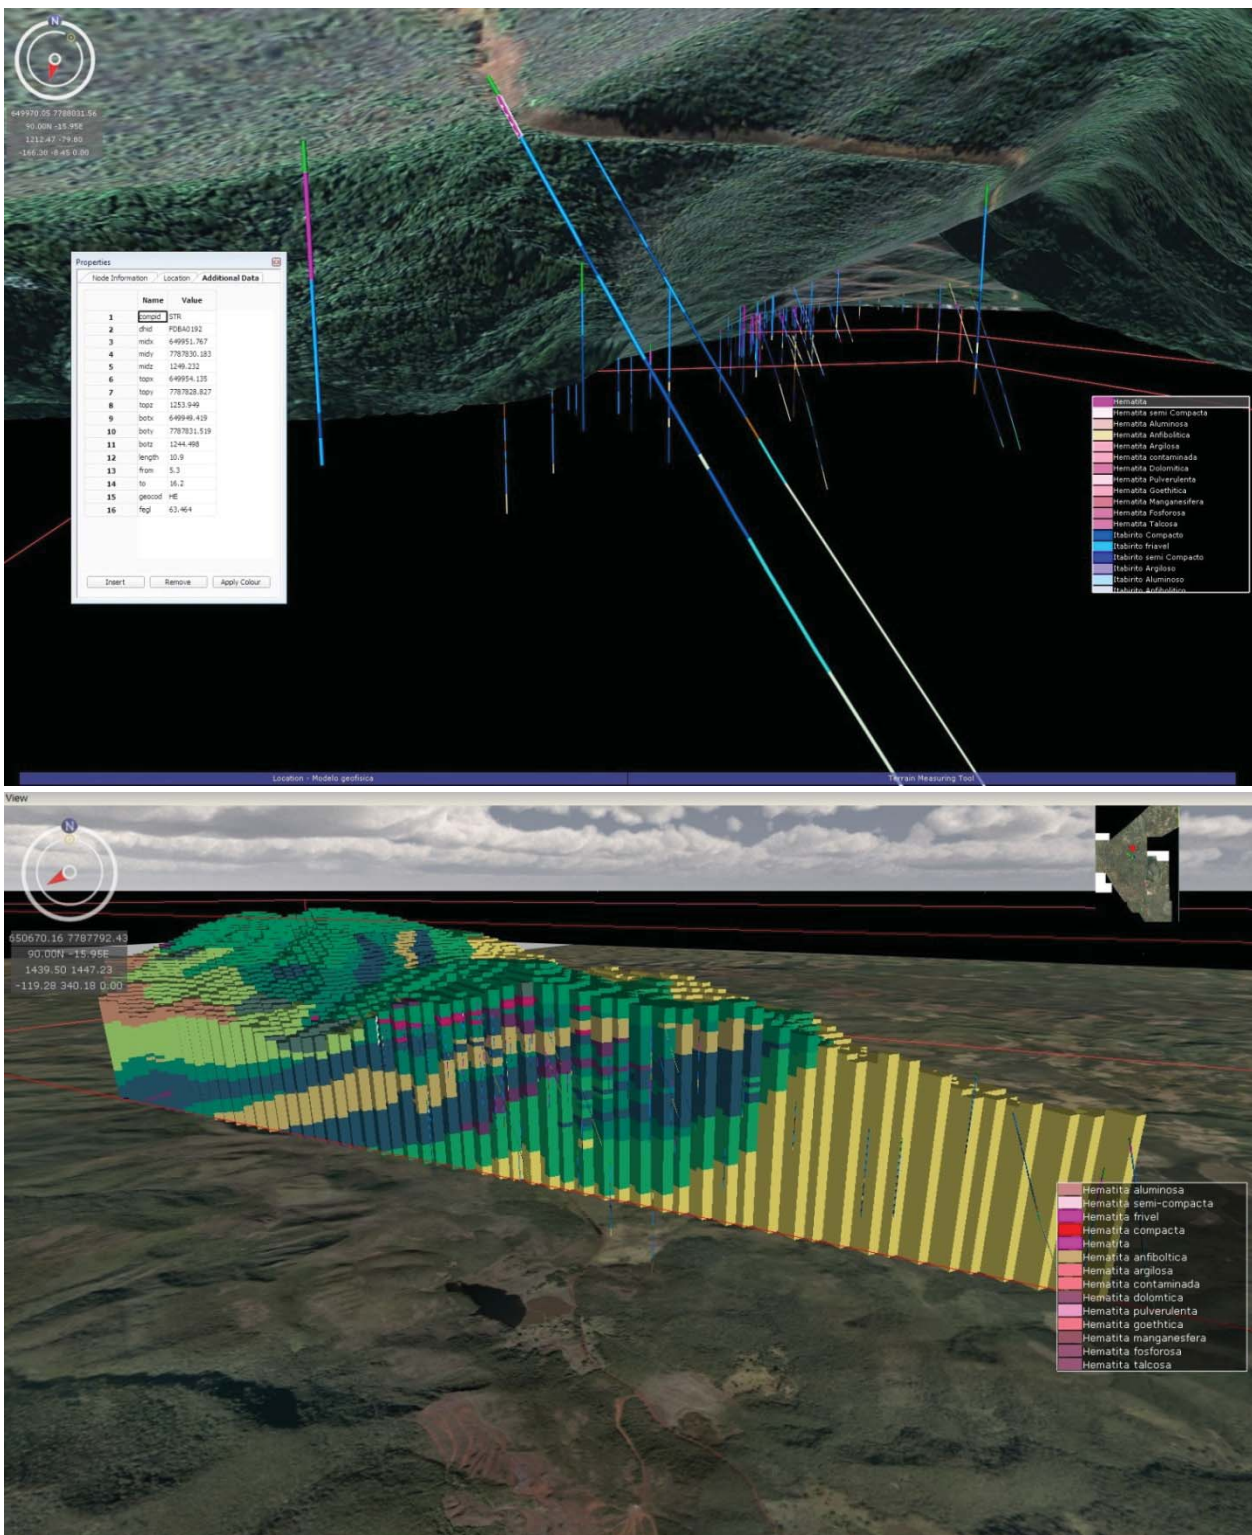 N
649970.05 7788031.56
90.00N -15.95E
1212.47 -79.80
-166.30 -8.45 0.00
Properties
Node Information Location Additional Data
Name Value
1 compid STR
2 dhid FDBA0192
3 midx 649951.767
4 midy 7787830.183
5 midz 1249.232
6 topx 649954.135
7 topy 7787828.827
8 topz 1253.949
9 botx 649949.419
10 boty 7787831.519
11 botz 1244.498
12 length 10.9
13 from 5.3
14 to 16.2
15 geocod HE
16 fegl 63.464
Insert Remove Apply Colour
Hematita
Hematita semi Compacta
Hematita Aluminosa
Hematita Anfibolitica
Hematita Argilosa
Hematita contaminada
Hematita Dolomitica
Hematita Pulverulenta
Hematita Goethitica
Hematita Manganesifera
Hematita Fosforosa
Hematita Talcosa
Itabirito Compacto
Itabirito friavel
Itabirito semi Compacto
Itabirito Argiloso
Itabirito Aluminoso
Itabirito Anfibolitico
Location - Modelo geofisica Terrain Measuring Tool
View
N
650670.16 7787792.43
90.00N -15.95E
1439.50 1447.23
-119.28 340.18 0.00
Hematita aluminosa
Hematita semi-compacta
Hematita frivel
Hematita compacta
Hematita
Hematita anfiboltica
Hematita argilosa
Hematita contaminada
Hematita dolomtica
Hematita pulverulenta
Hematita goethtica
Hematita manganesfera
Hematita fosforosa
Hematita talcosa